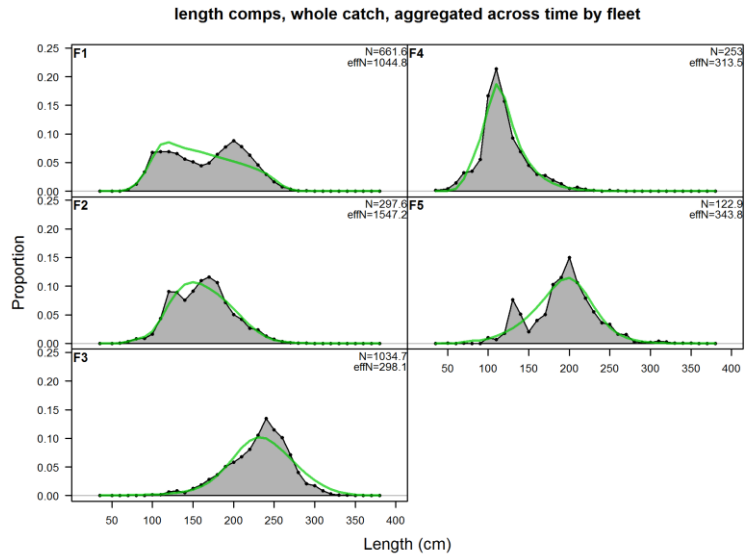 length comps, whole catch, aggregated across time by fleet
F1
N=661.6
effN=1044.8
0.25
0.20
0.15
0.10
0.05
0.00
F4
N=253
effN=313.5
F2
N=297.6
effN=1547.2
0.25
0.20
0.15
0.10
0.05
0.00
F5
N=122.9
effN=343.8
50 100 150 200 250 300 350 400
F3
N=1034.7
effN=298.1
0.25
0.20
0.15
0.10
0.05
0.00
50 100 150 200 250 300 350 400
Proportion
Length (cm)